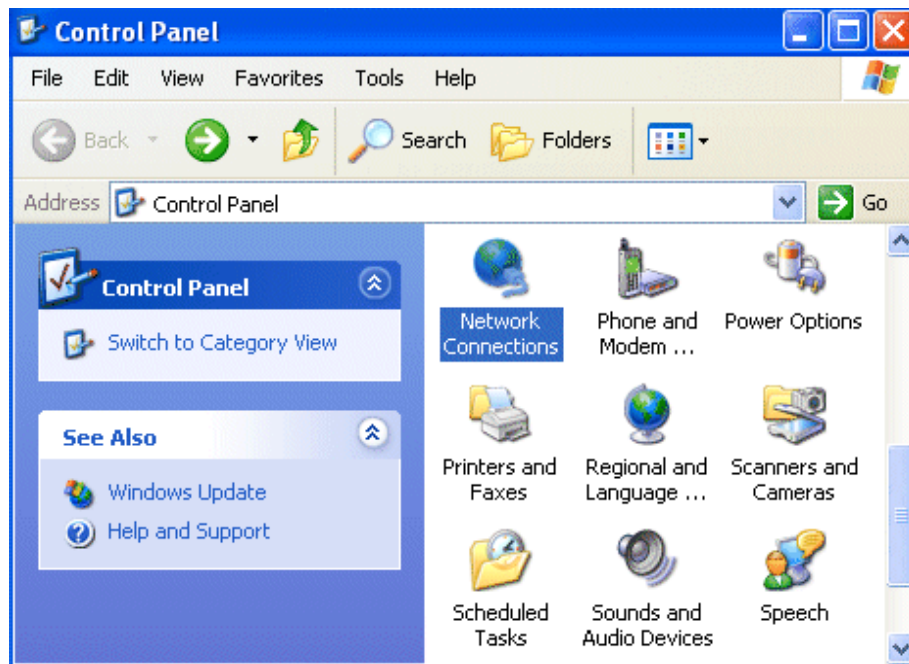 Control Panel
File Edit View Favorites Tools Help
Back Search Folders
Address Control Panel Go
Control Panel
Switch to Category View
See Also
Windows Update
Help and Support
Network
Connections
Phone and
Modem ...
Power Options
Printers and
Faxes
Regional and
Language ...
Scanners and
Cameras
Scheduled
Tasks
Sounds and
Audio Devices
Speech